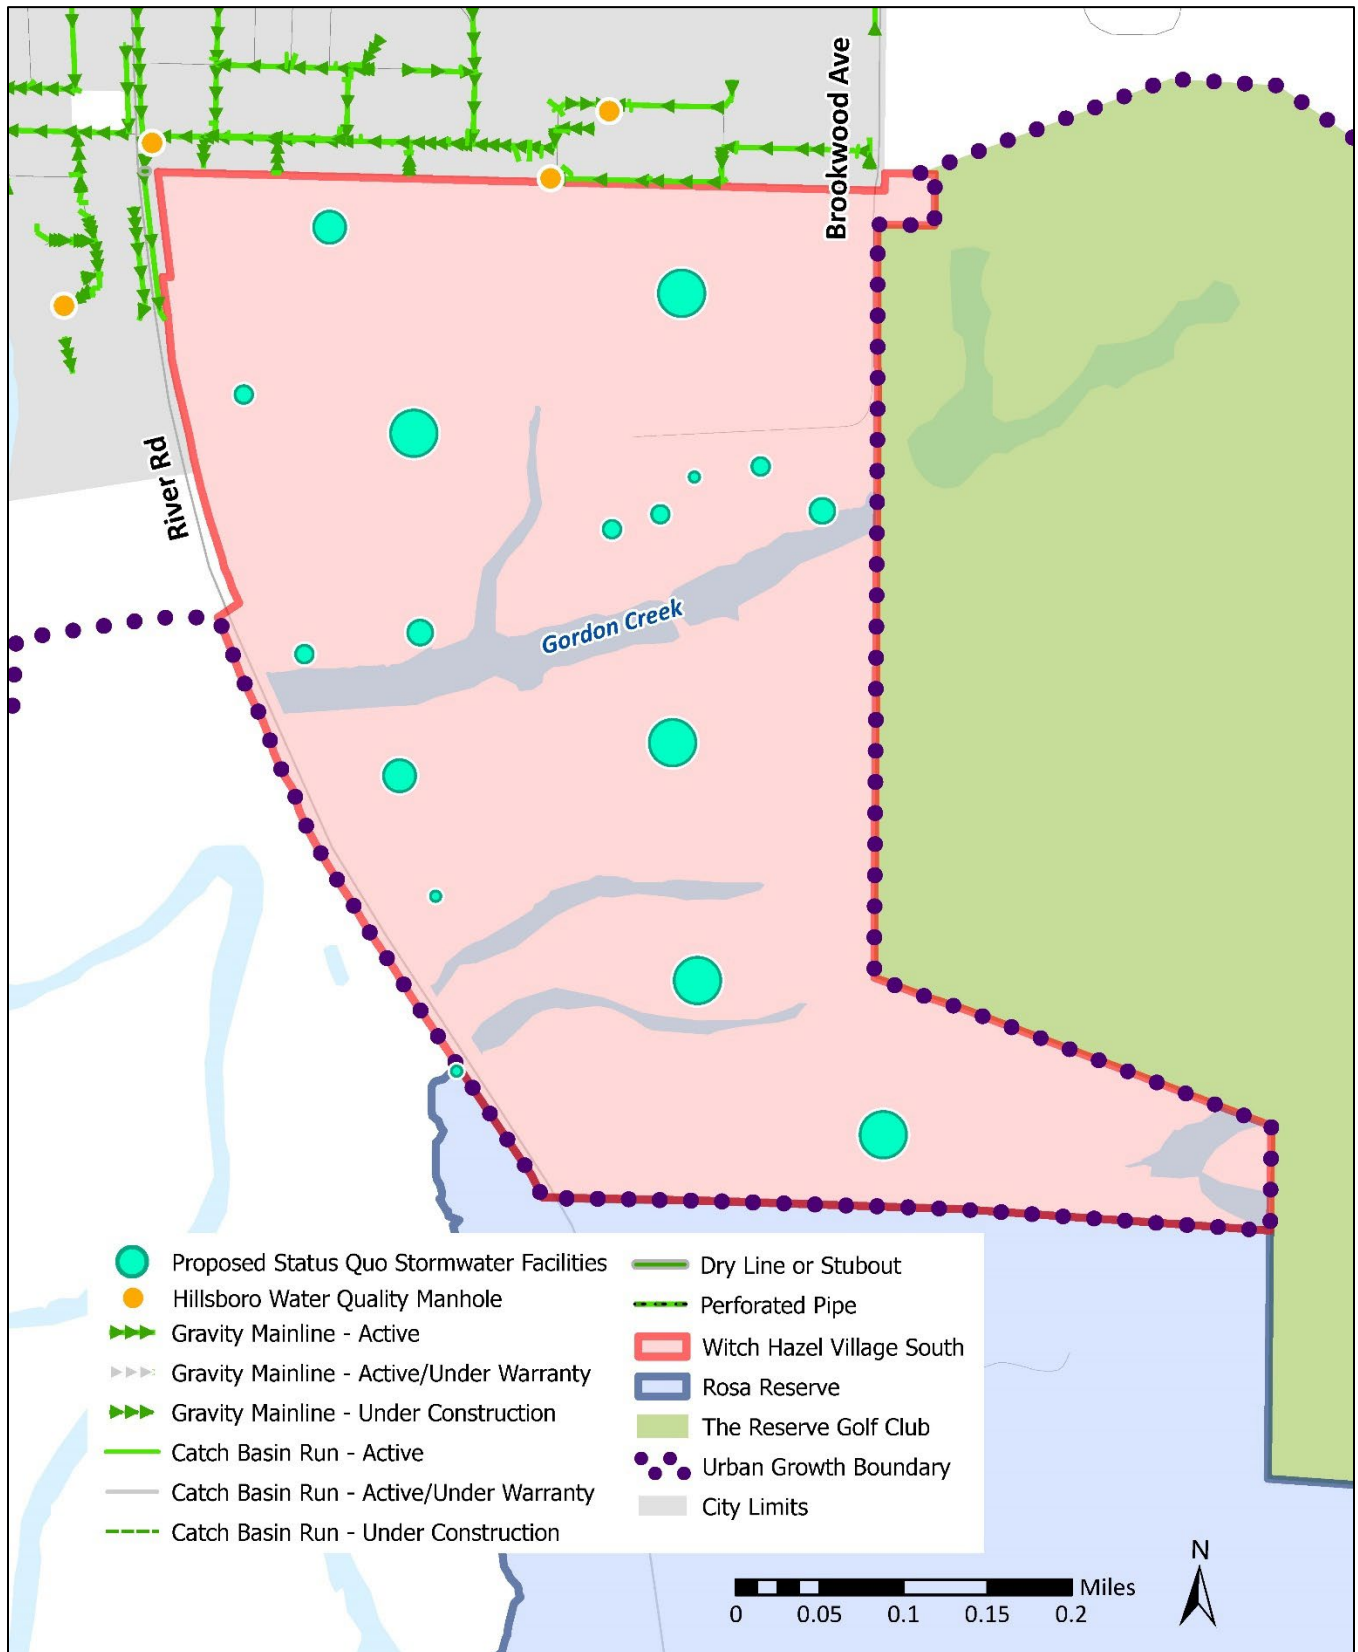 Brookwood Ave
River Rd
Gordon Creek
Proposed Status Quo Stormwater Facilities
Hillsboro Water Quality Manhole
Gravity Mainline - Active
Gravity Mainline - Active/Under Warranty
Gravity Mainline - Under Construction
Catch Basin Run - Active
Catch Basin Run - Active/Under Warranty
Catch Basin Run - Under Construction
Dry Line or Stubout
Perforated Pipe
Witch Hazel Village South
Rosa Reserve
The Reserve Golf Club
Urban Growth Boundary
City Limits
N
Miles
0 0.05 0.1 0.15 0.2